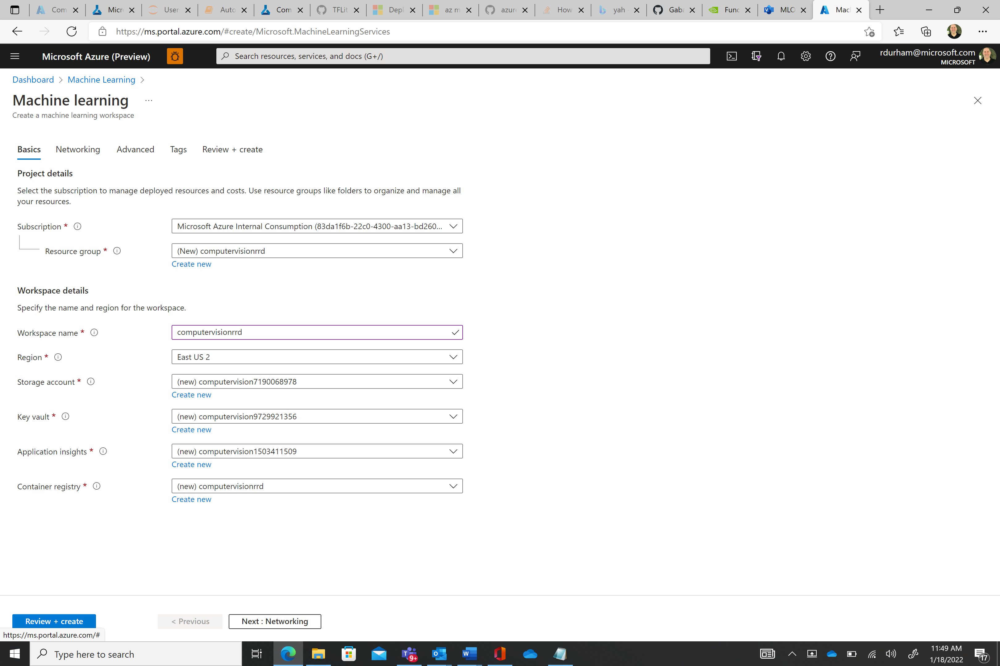 Com
Micr
User
Auto
Com
TFLit
Depl
az m
azur
How
yah
Gab
Func
MLO
Mac
https://ms.portal.azure.com/#create/Microsoft.MachineLearningServices
Microsoft Azure (Preview)
Search resources, services, and docs (G+/)
rdurham@microsoft.com
MICROSOFT
Dashboard > Machine Learning >
Machine learning ...
Create a machine learning workspace
Basics Networking Advanced Tags Review + create
Project details
Select the subscription to manage deployed resources and costs. Use resource groups like folders to organize and manage all
your resources.
Subscription *
Microsoft Azure Internal Consumption (83da1f6b-22c0-4300-aa13-bd260...
Resource group *
(New) computervisionrrd
Create new
Workspace details
Specify the name and region for the workspace.
Workspace name *
computervisionrrd
Region *
East US 2
Storage account *
(new) computervision7190068978
Create new
Key vault *
(new) computervision9729921356
Create new
Application insights *
(new) computervision1503411509
Create new
Container registry *
(new) computervisionrrd
Create new
Review + create
< Previous
Next : Networking
https://ms.portal.azure.com/#
Type here to search
9+
11:49 AM
1/18/2022
17